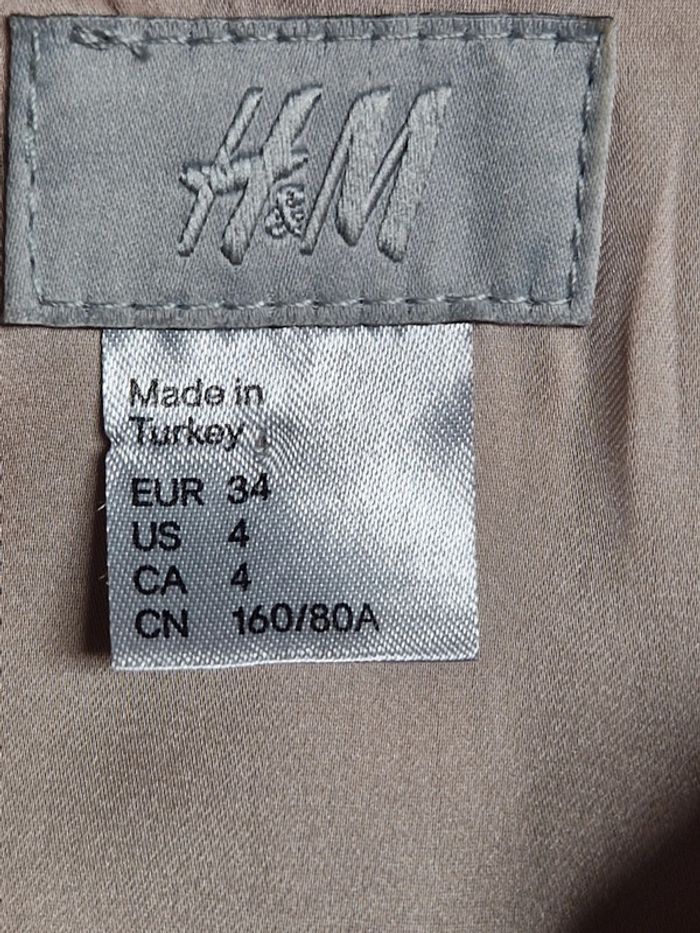 H&M
Made in
Turkey
EUR 34
US 4
CA 4
CN 160/80A